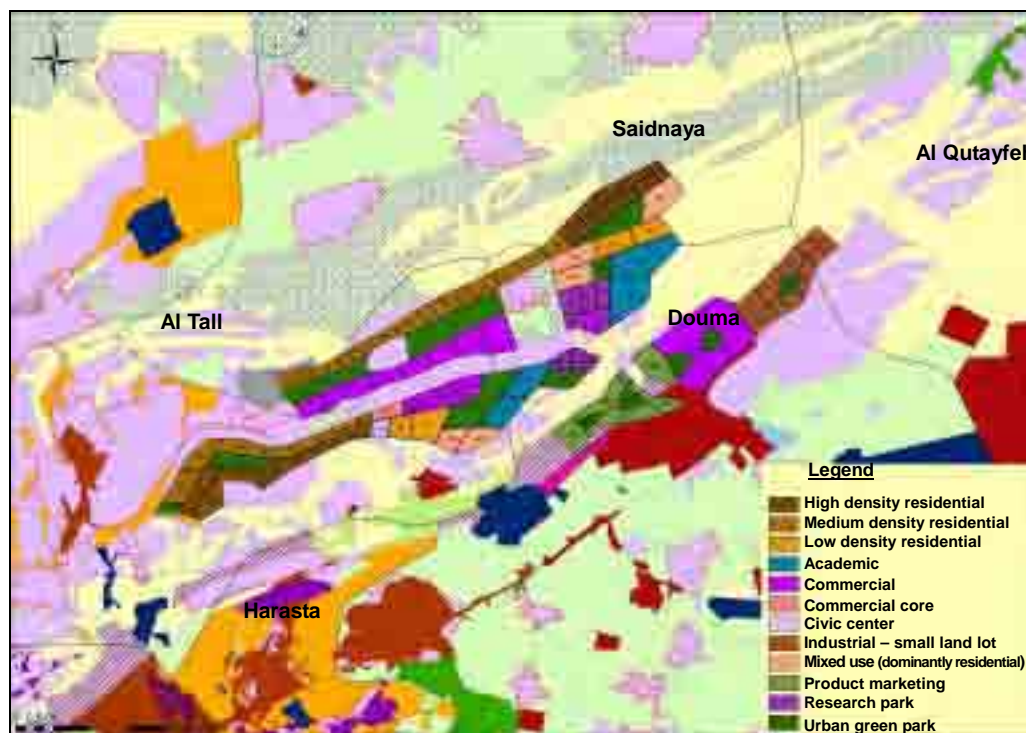 Saidnaya
Al Qutayfeh
Al Tall
Douma
Harasta
Legend
High density residential
Medium density residential
Low density residential
Academic
Commercial
Commercial core
Civic center
Industrial – small land lot
Mixed use (dominantly residential)
Product marketing
Research park
Urban green park